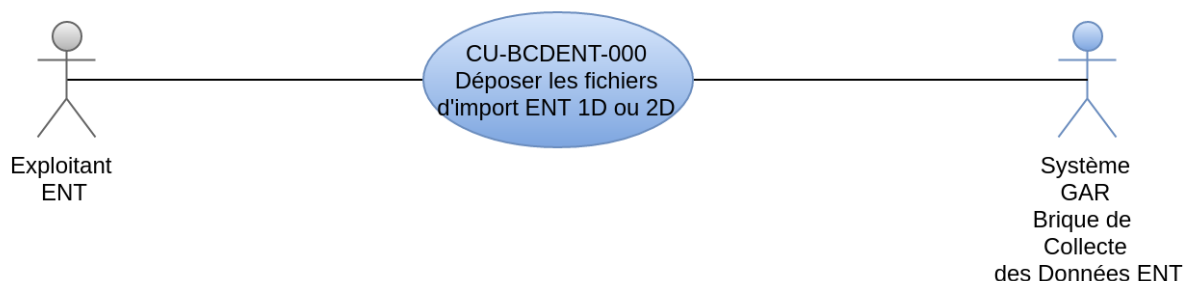 CU-BCDENT-000
Déposer les fichiers
d'import ENT 1D ou 2D
Exploitant
ENT
Système
GAR
Brique de
Collecte
des Données ENT